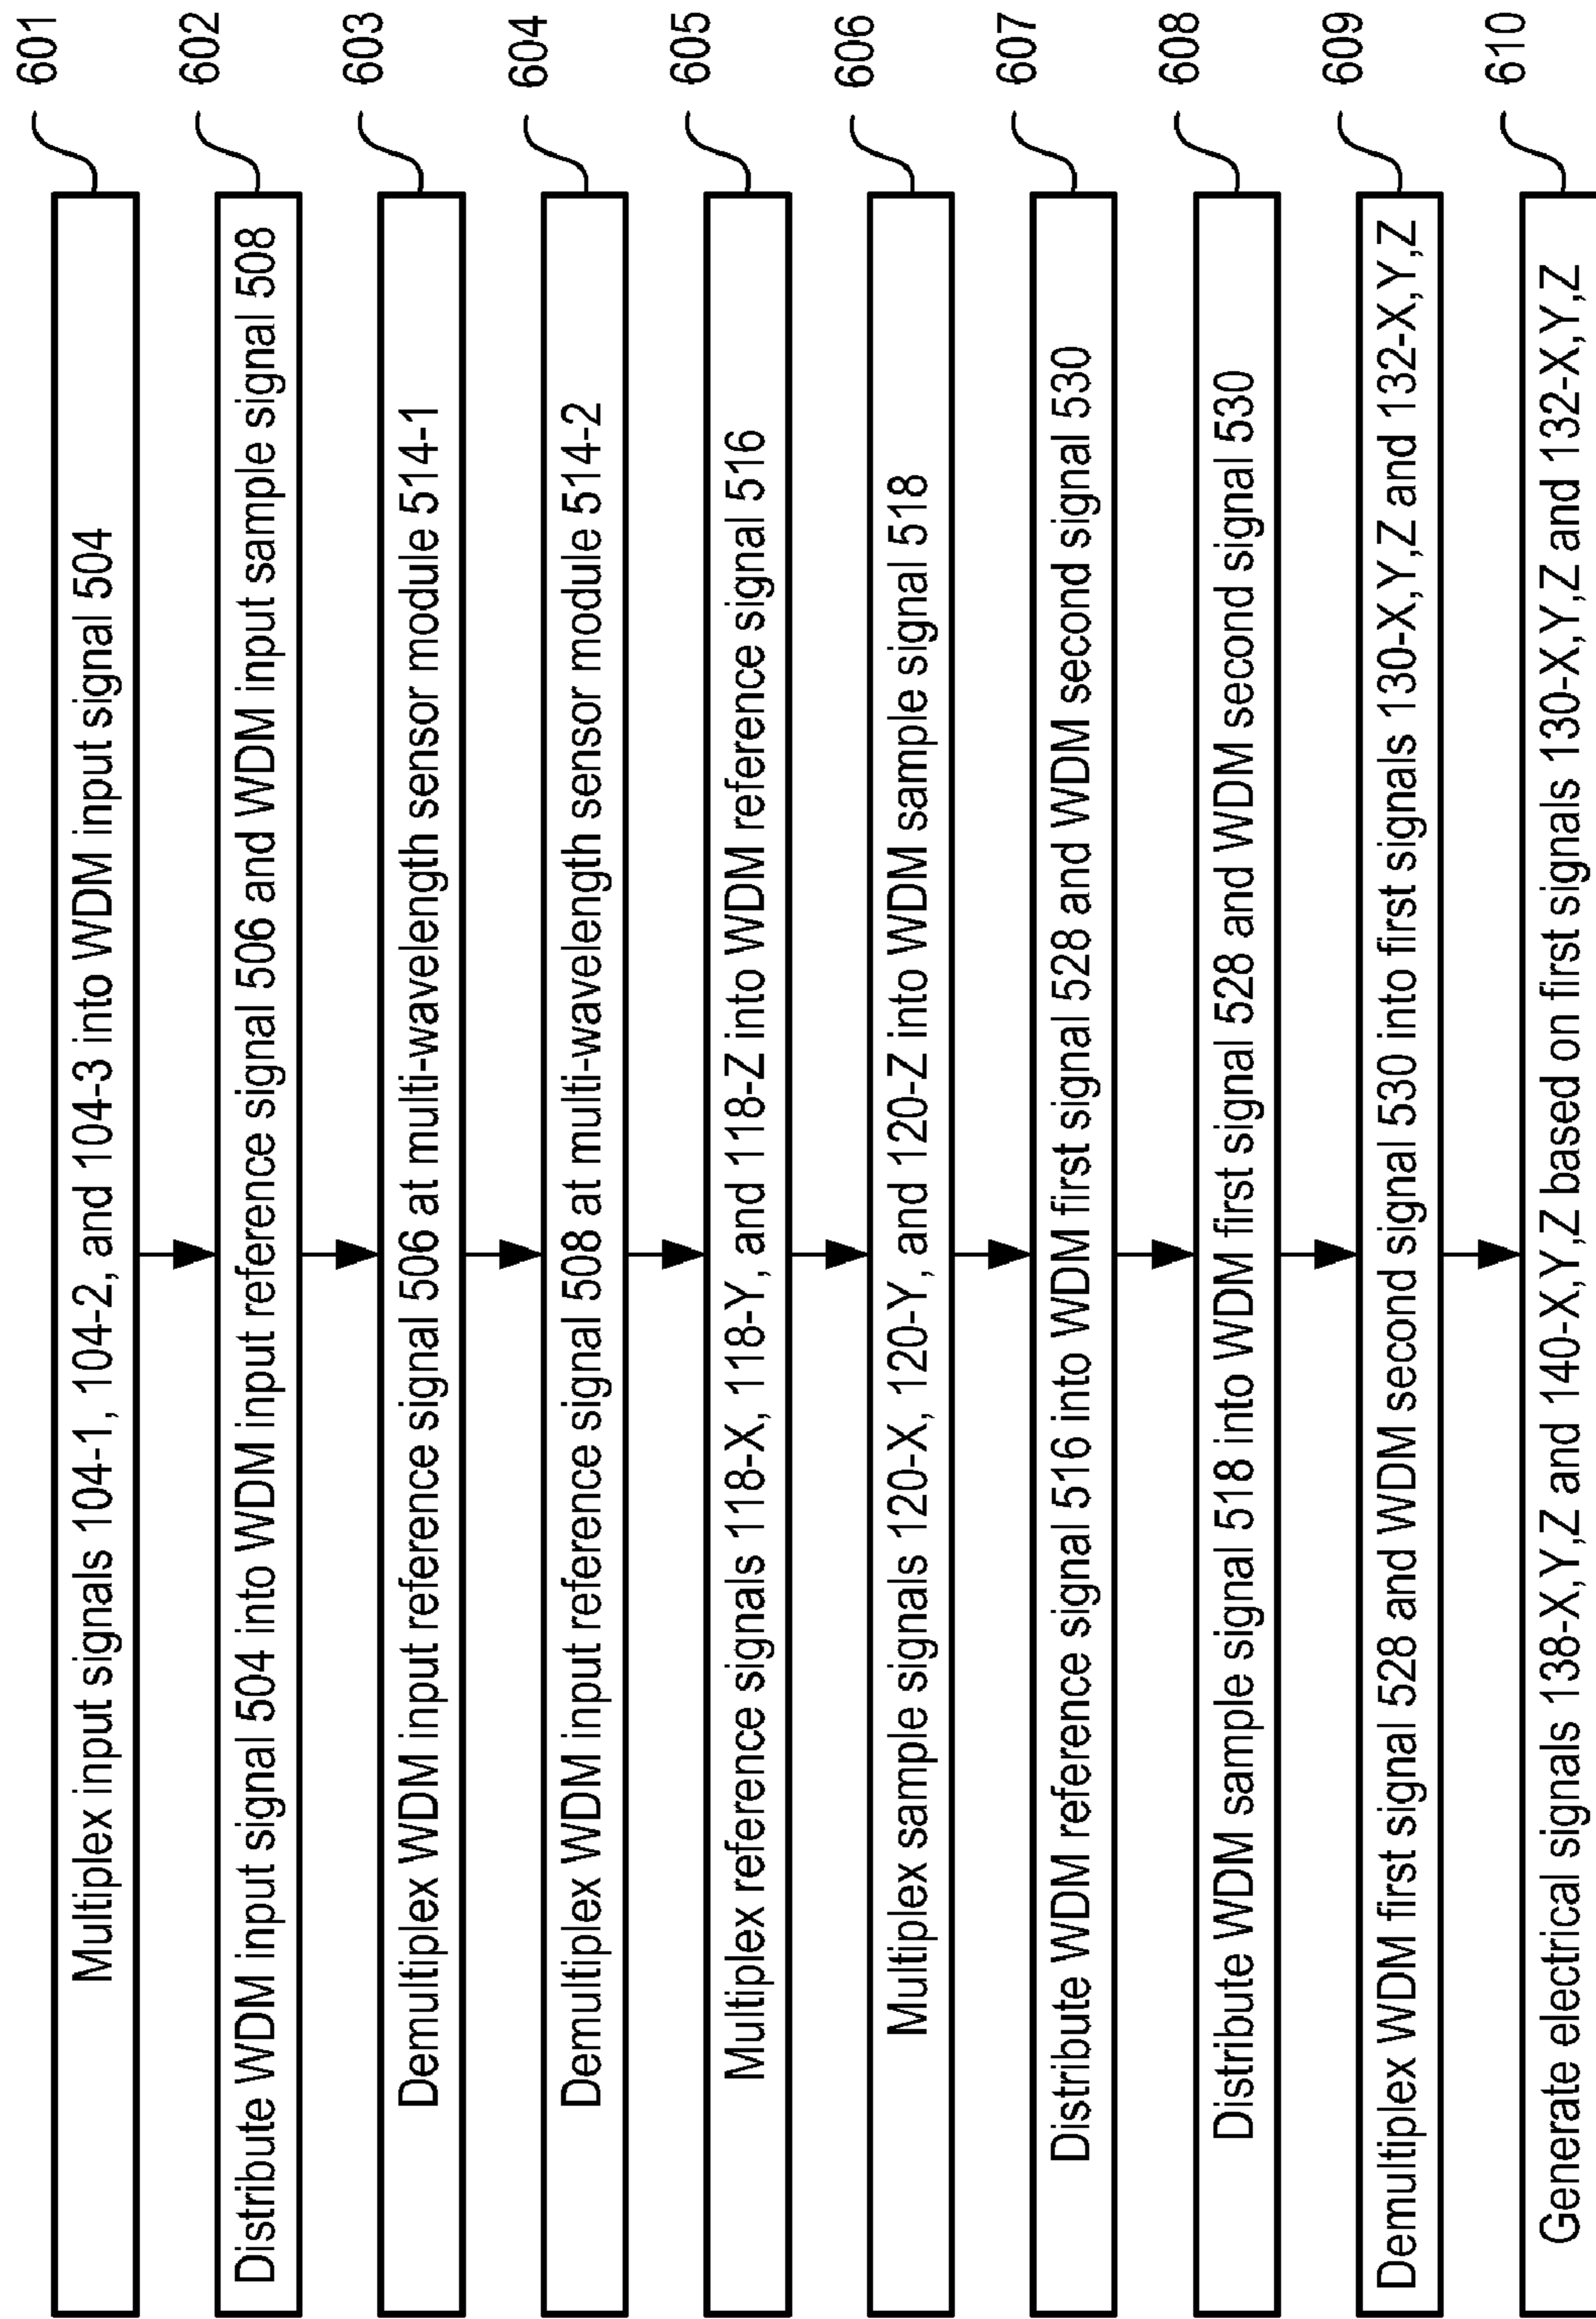 601
Multiplex input signals 104-1, 104-2, and 104-3 into WDM input signal 504
602
Distribute WDM input signal 504 into WDM input reference signal 506 and WDM input sample signal 508
603
Demultiplex WDM input reference signal 506 at multi-wavelength sensor module 514-1
604
Demultiplex WDM input reference signal 508 at multi-wavelength sensor module 514-2
605
Multiplex reference signals 118-X, 118-Y, and 118-Z into WDM reference signal 516
606
Multiplex sample signals 120-X, 120-Y, and 120-Z into WDM sample signal 518
607
Distribute WDM reference signal 516 into WDM first signal 528 and WDM second signal 530
608
Distribute WDM sample signal 518 into WDM first signal 528 and WDM second signal 530
609
Demultiplex WDM first signal 528 and WDM second signal 530 into first signals 130-X,Y,Z and 132-X,Y,Z
610
Generate electrical signals 138-X,Y,Z and 140-X,Y,Z based on first signals 130-X,Y,Z and 132-X,Y,Z